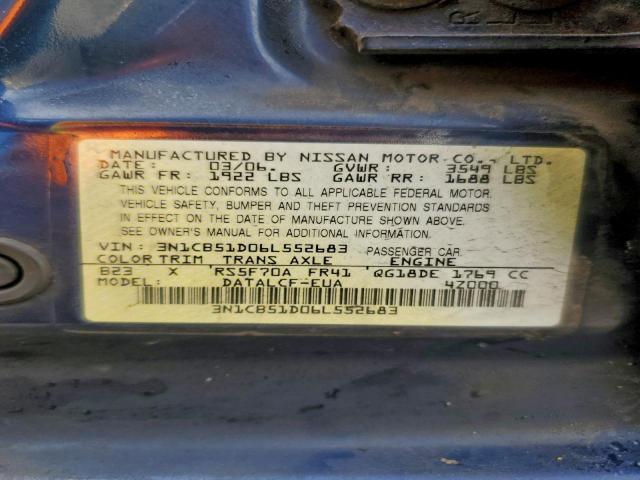 MANUFACTURED BY NISSAN MOTOR CO., LTD.
DATE: 03/06. GVWR: 3549 LBS
GAWR FR: 1922 LBS GAWR RR: 1688 LBS
THIS VEHICLE CONFORMS TO ALL APPLICABLE FEDERAL MOTOR
VEHICLE SAFETY, BUMPER AND THEFT PREVENTION STANDARDS
IN EFFECT ON THE DATE OF MANUFACTURE SHOWN ABOVE.
SEE OWNER'S MANUAL FOR ADDITIONAL INFORMATION.
VIN: 3N1CB51D06L552683 PASSENGER CAR.
COLOR TRIM TRANS AXLE ENGINE
B23 X RS5F70A FR41 QG18DE 1769 CC
MODEL: DATALCF-EUA 4Z000
3N1CB51D06L552683